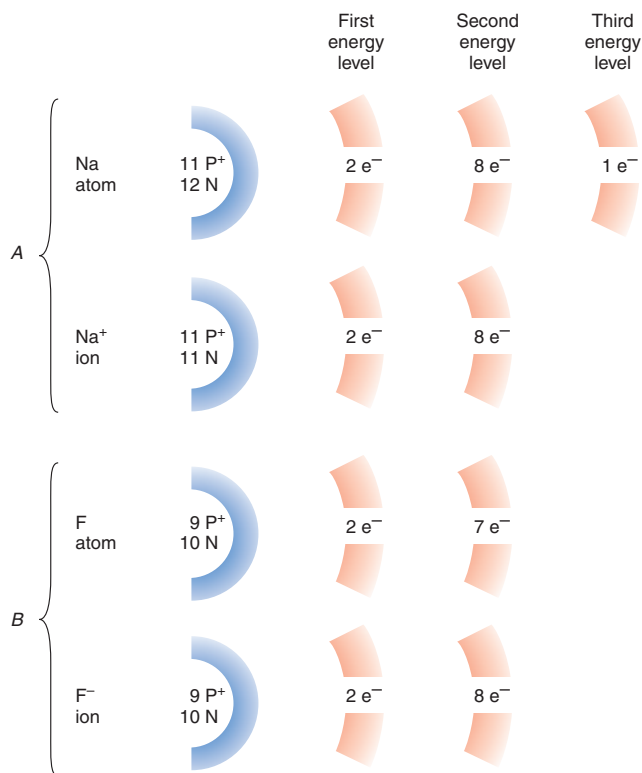 First energy level
Second energy level
Third energy level
A
Na atom
11 P⁺
12 N
2 e⁻
8 e⁻
1 e⁻
Na⁺ ion
11 P⁺
11 N
2 e⁻
8 e⁻
B
F atom
9 P⁺
10 N
2 e⁻
7 e⁻
F⁻ ion
9 P⁺
10 N
2 e⁻
8 e⁻